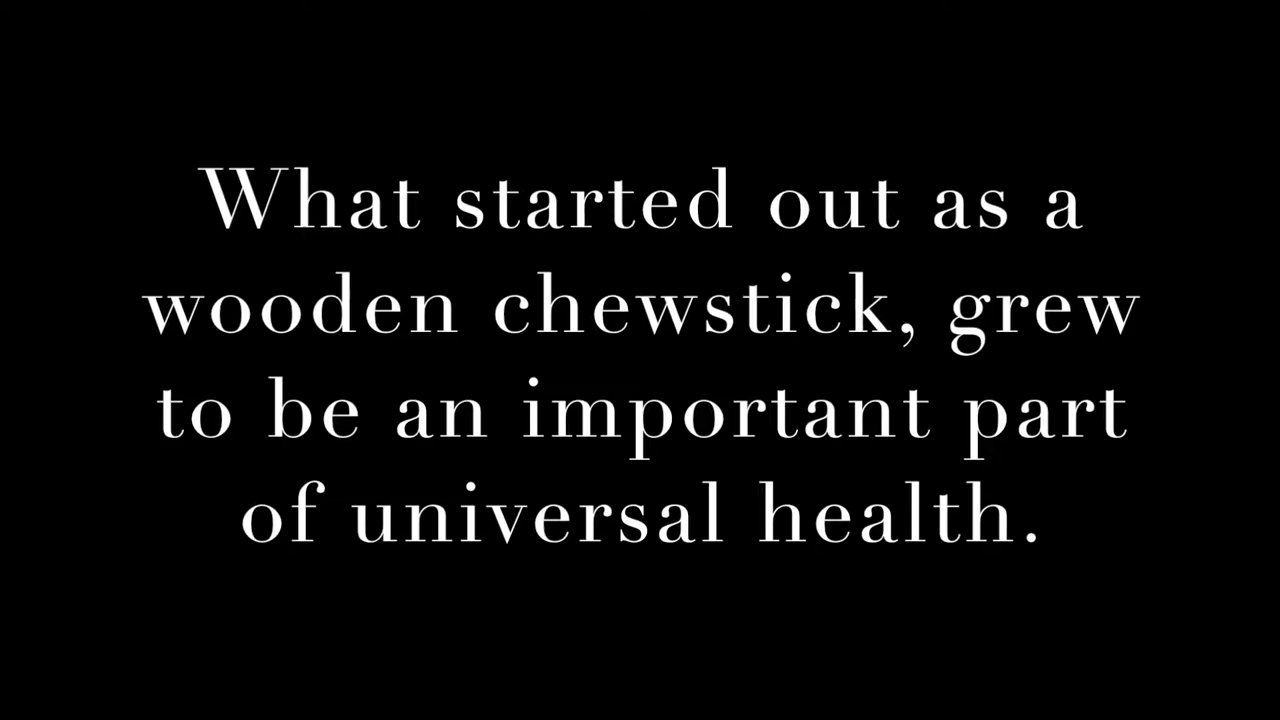 What started out as a
wooden chewstick, grew
to be an important part
of universal health.